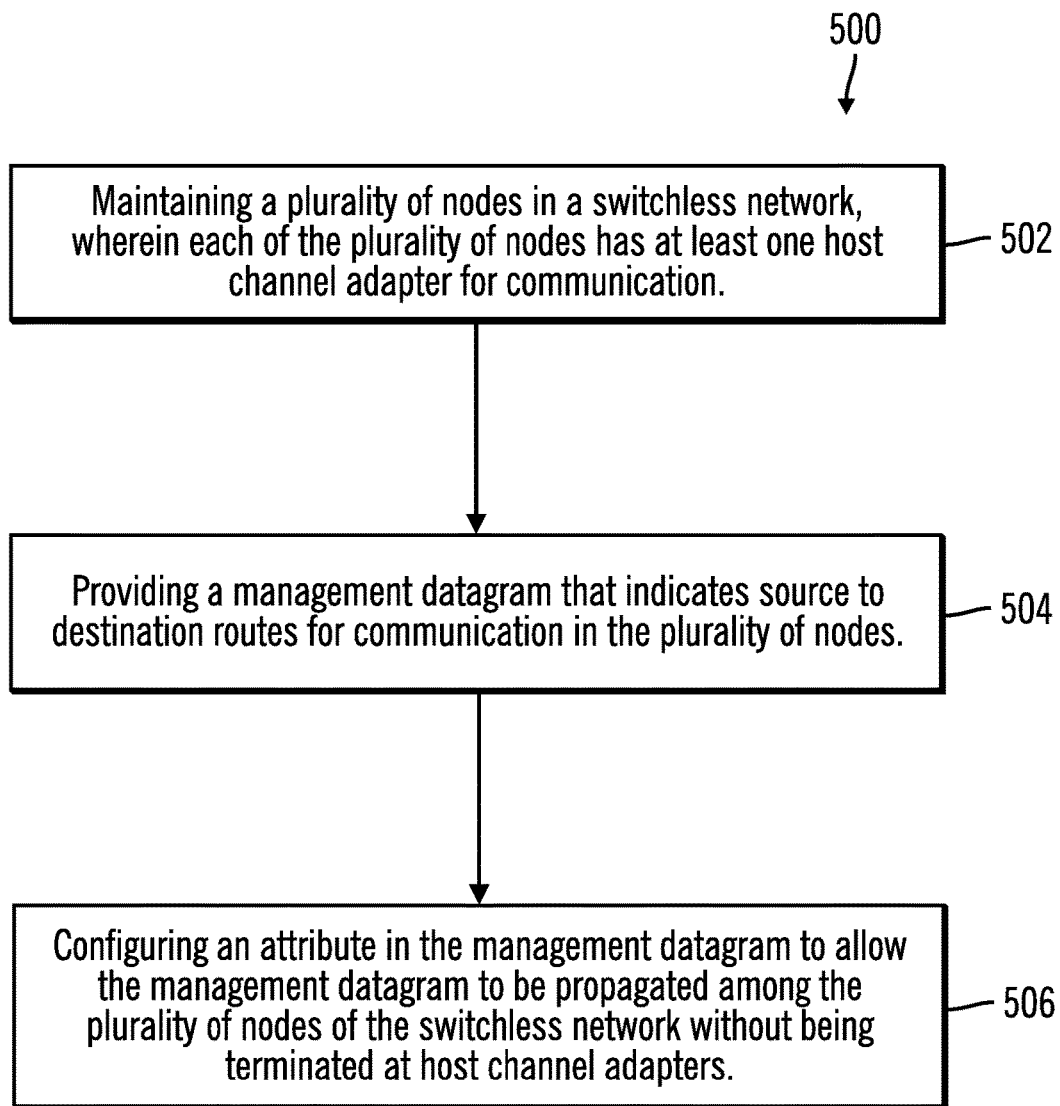 500
Maintaining a plurality of nodes in a switchless network,
wherein each of the plurality of nodes has at least one host
channel adapter for communication.
502
Providing a management datagram that indicates source to
destination routes for communication in the plurality of nodes.
504
Configuring an attribute in the management datagram to allow
the management datagram to be propagated among the
plurality of nodes of the switchless network without being
terminated at host channel adapters.
506